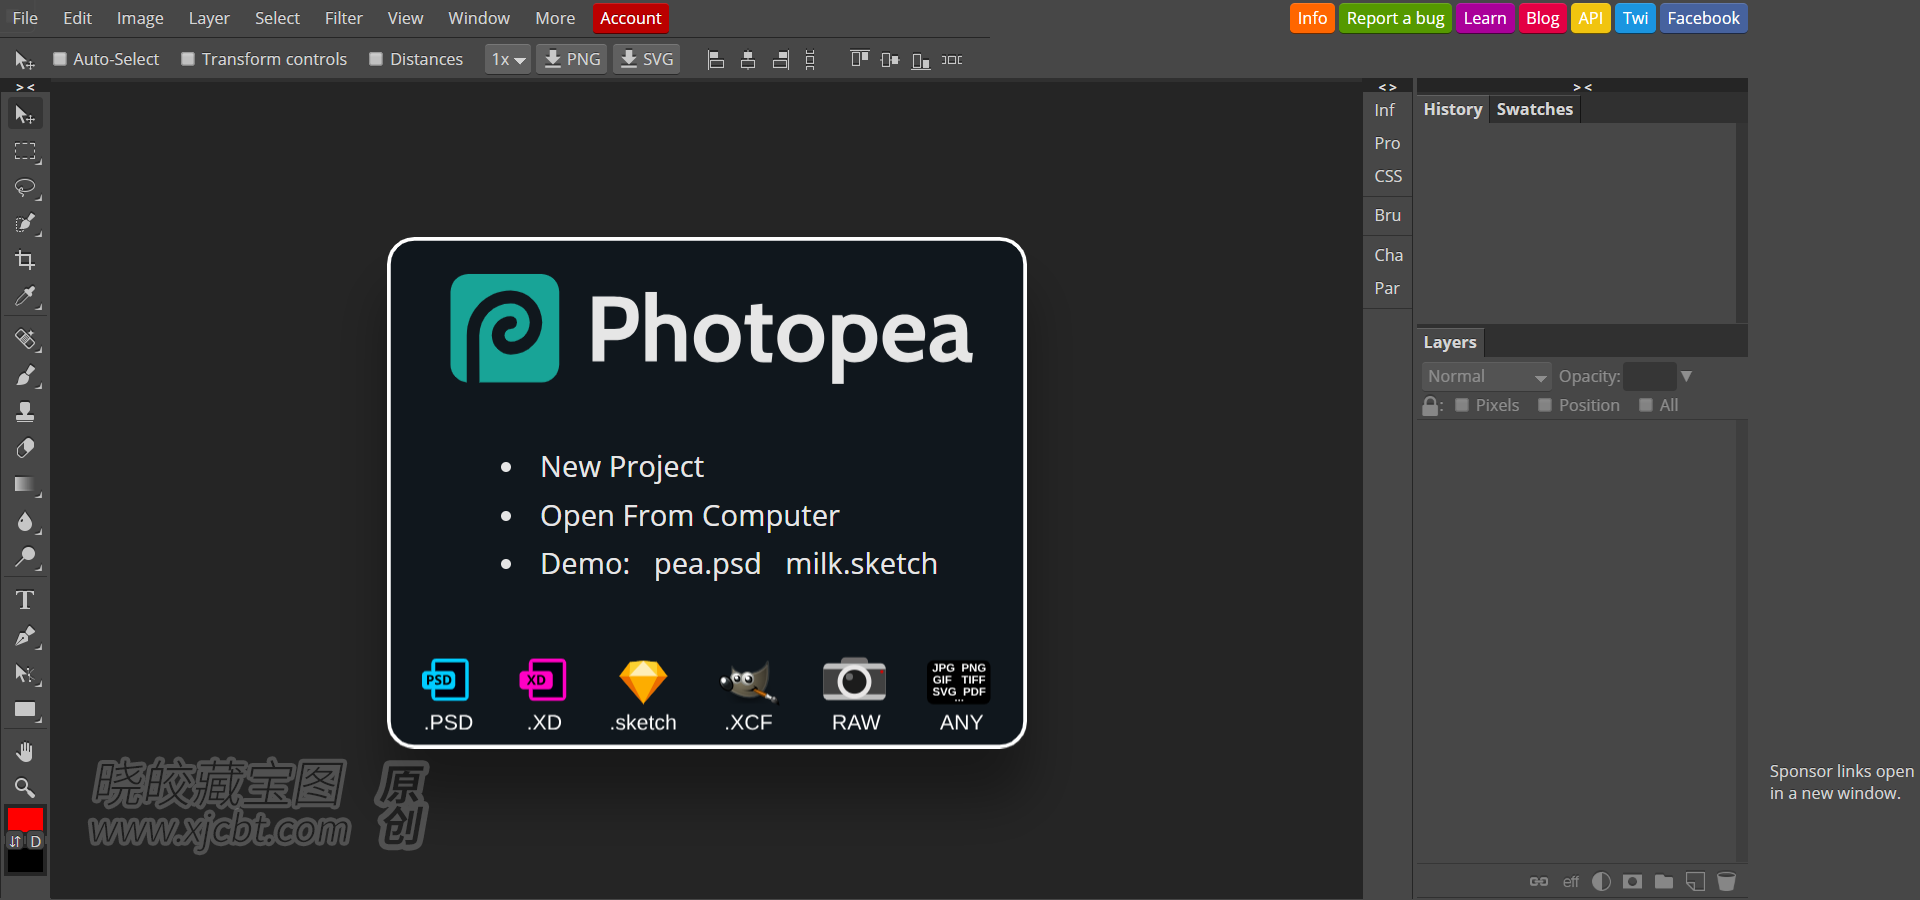 File Edit Image Layer Select Filter View Window More Account Info Report a bug Learn Blog API Twi Facebook
Auto-Select Transform controls Distances 1x PNG SVG
> < < > > <
Inf
Pro
CSS
Bru
Cha
Par
History Swatches
Layers
Normal Opacity:
: Pixels Position All
Photopea
• New Project
• Open From Computer
• Demo: pea.psd milk.sketch
PSD XD JPG PNG
GIF TIFF
SVG PDF
...
.PSD .XD .sketch .XCF RAW ANY
T
D
晓皎藏宝图 原创
www.xjcbt.com
Sponsor links open
in a new window.
eff